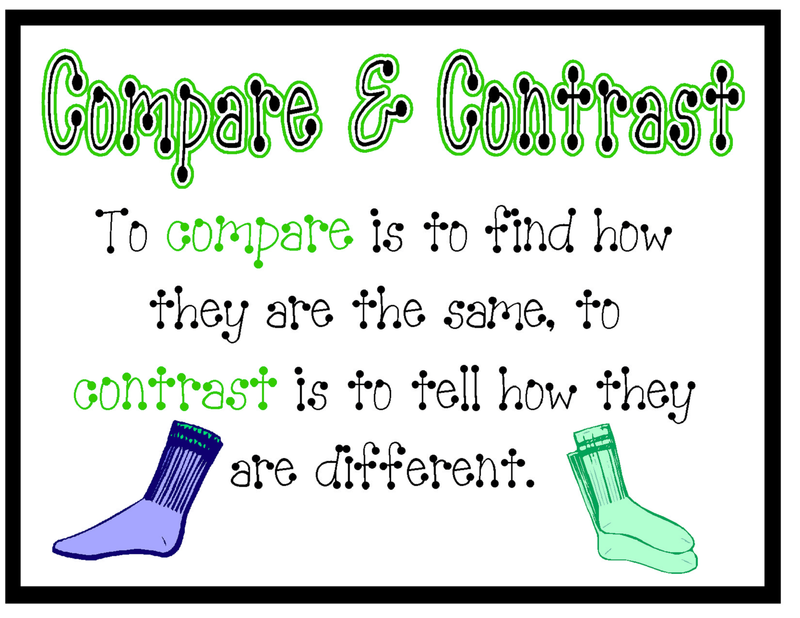 Compare & Contrast
To compare is to find how
they are the same, to
contrast is to tell how they
are different.